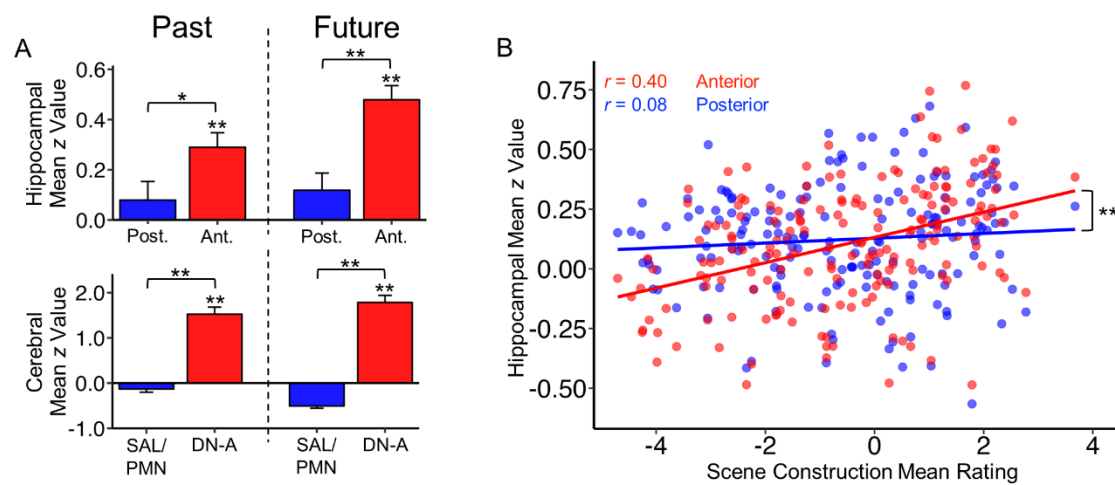 A
Past
Future
Hippocampal
Mean z Value
0.6
0.4
0.2
0.0
*
**
**
**
Post.
Ant.
Post.
Ant.
Cerebral
Mean z Value
2.0
1.0
0.0
-1.0
**
**
**
**
SAL/
PMN
DN-A
SAL/
PMN
DN-A
B
r = 0.40 Anterior
r = 0.08 Posterior
Hippocampal Mean z Value
0.75
0.50
0.25
0.00
-0.25
-0.50
**
-4
-2
0
2
4
Scene Construction Mean Rating